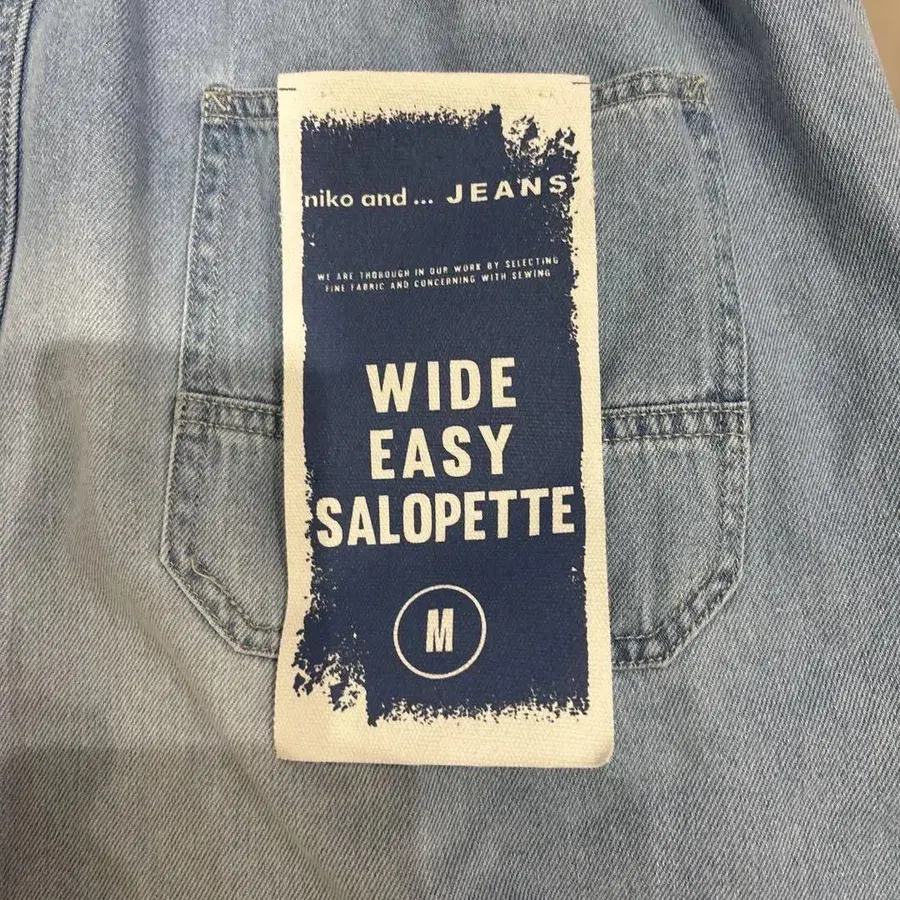 niko and ... JEANS
WE ARE THOROUGH IN OUR WORK BY SELECTING
FINE FABRIC AND CONCERNING WITH SEWING
WIDE
EASY
SALOPETTE
M